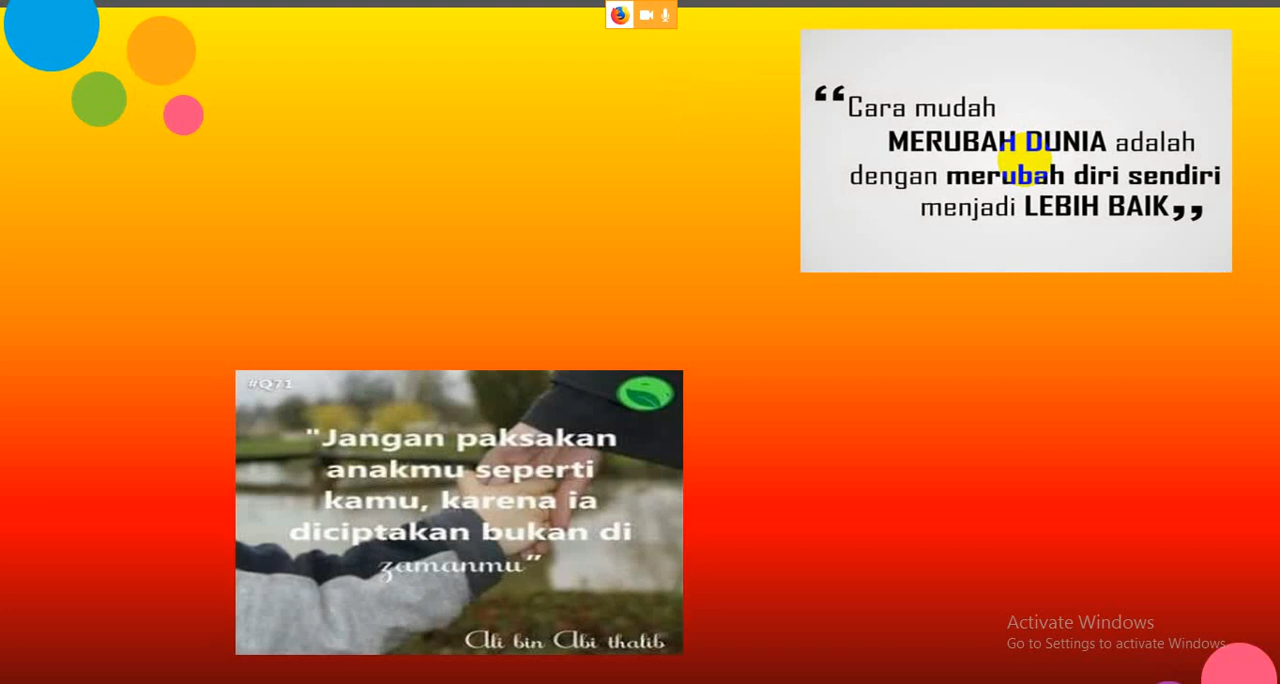 “Cara mudah
MERUBAH DUNIA adalah
dengan merubah diri sendiri
menjadi LEBIH BAIK”
#Q71
"Jangan paksakan
anakmu seperti
kamu, karena ia
diciptakan bukan di
zamanmu”
Ali bin Abi thalib
Activate Windows
Go to Settings to activate Windows.